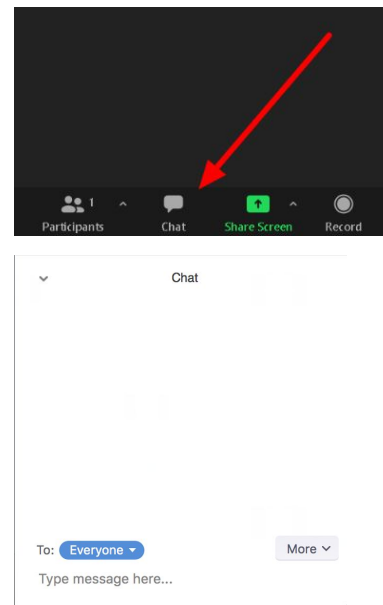 1
Participants Chat Share Screen Record
Chat
To: Everyone More
Type message here...